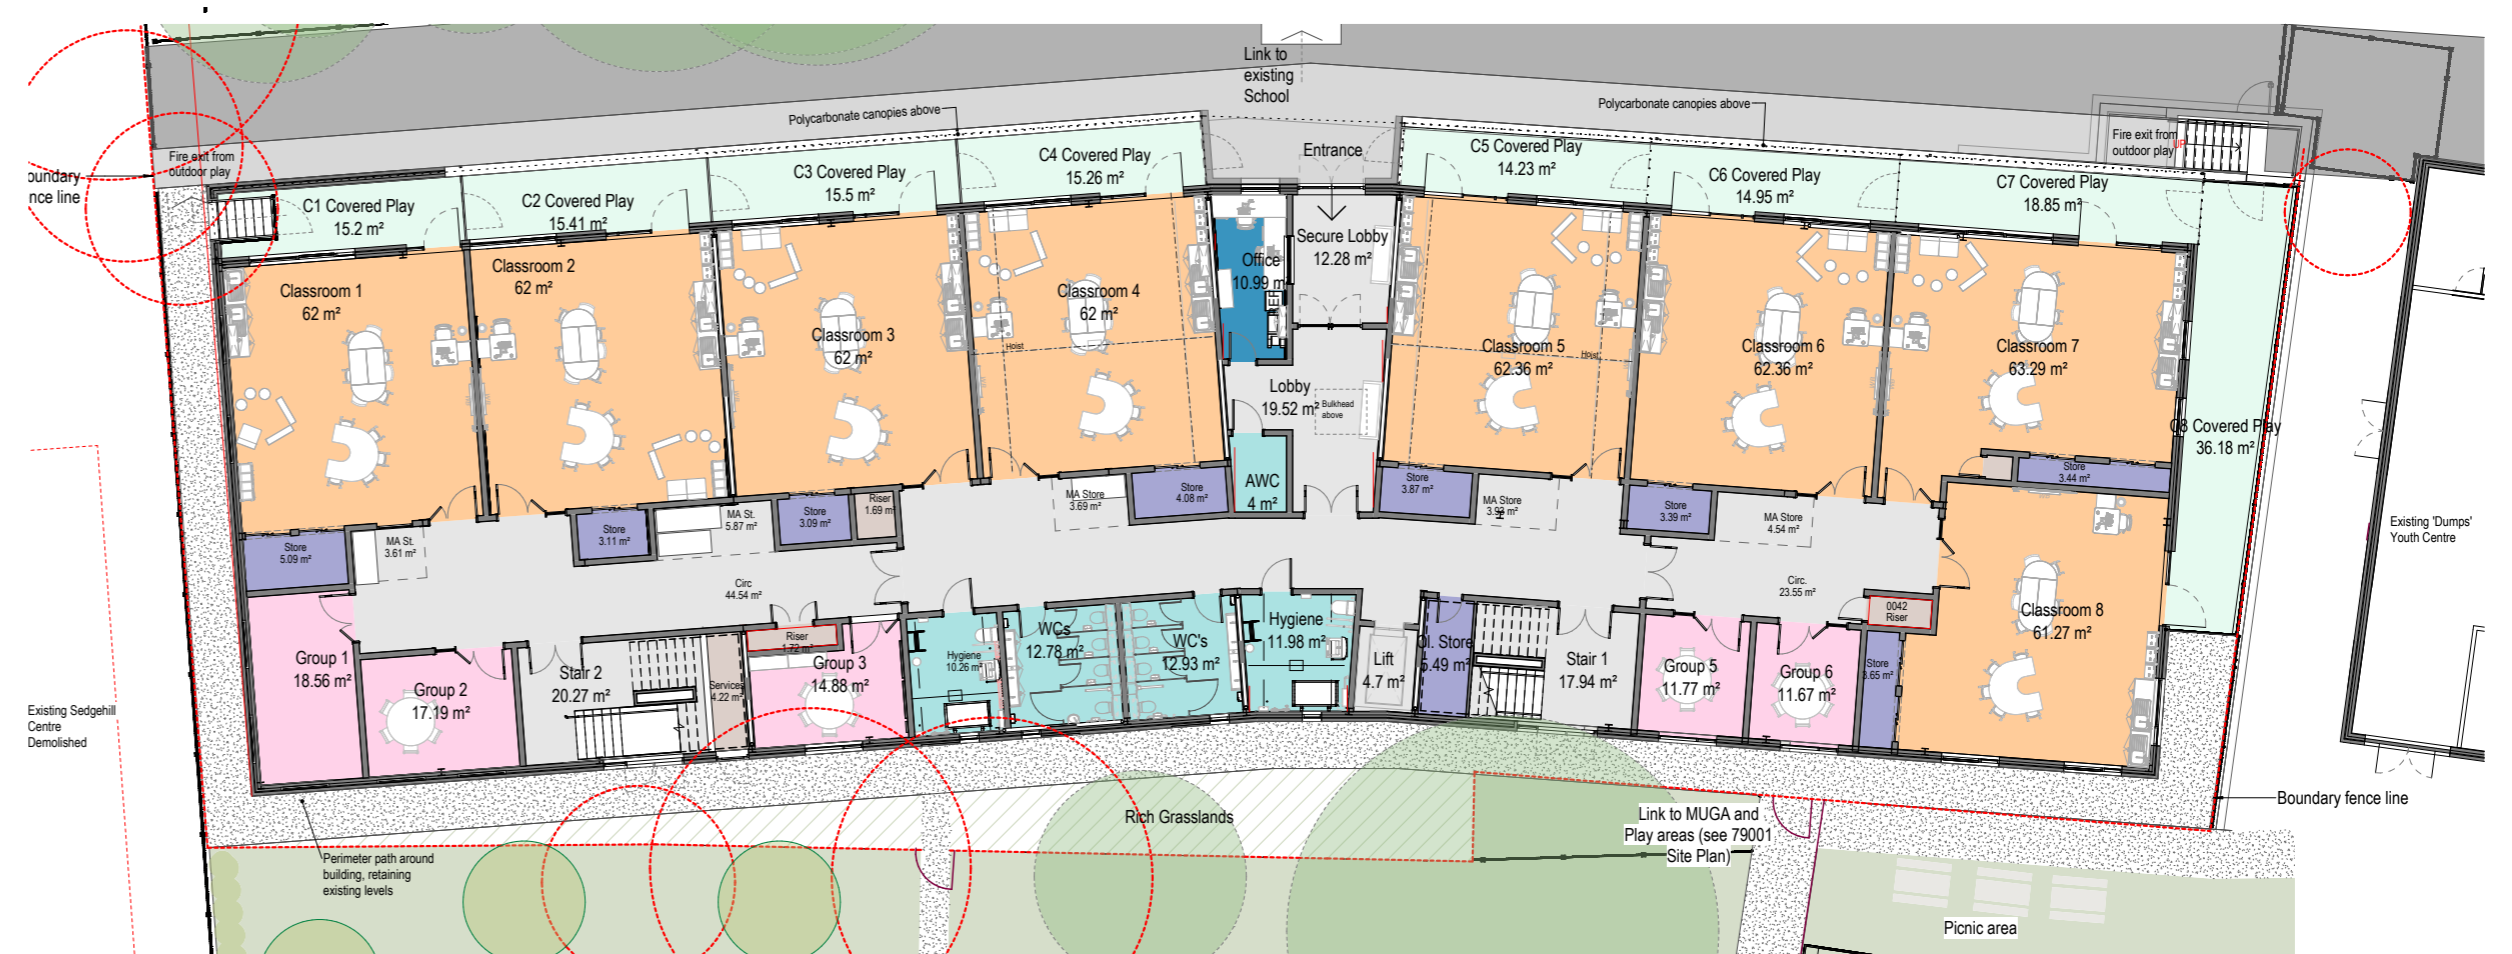 Link to
existing
School
Polycarbonate canopies above
Polycarbonate canopies above
Fire exit from
outdoor play
Fire exit from
outdoor play
UP
oundary
nce line
Entrance
C1 Covered Play
15.2 m²
C2 Covered Play
15.41 m²
C3 Covered Play
15.5 m²
C4 Covered Play
15.26 m²
C5 Covered Play
14.23 m²
C6 Covered Play
14.95 m²
C7 Covered Play
18.85 m²
C8 Covered Play
36.18 m²
Classroom 1
62 m²
Classroom 2
62 m²
Classroom 3
62 m²
Classroom 4
62 m²
Hoist
Office
10.99 m²
REF
Secure Lobby
12.28 m²
Lobby
19.52 m²
Bulkhead
above
AWC
4 m²
Classroom 5
62.36 m²
Hoist
Classroom 6
62.36 m²
Classroom 7
63.29 m²
Classroom 8
61.27 m²
Store
5.09 m²
MA St.
3.61 m²
Store
3.11 m²
MA St.
5.87 m²
Store
3.09 m²
Riser
1.69 m²
MA Store
3.69 m²
Store
4.08 m²
Store
3.87 m²
MA Store
3.93 m²
Store
3.39 m²
MA Store
4.54 m²
Store
3.44 m²
Circ
44.54 m²
Circ.
23.55 m²
0042
Riser
Group 1
18.56 m²
Group 2
17.19 m²
Stair 2
20.27 m²
Services
4.22 m²
Riser
1.72 m²
Group 3
14.88 m²
Hygiene
10.26 m²
WCs
12.78 m²
WC's
12.93 m²
Hygiene
11.98 m²
Lift
4.7 m²
Cl. Store
5.49 m²
Stair 1
17.94 m²
Group 5
11.77 m²
Group 6
11.67 m²
Store
3.65 m²
Existing 'Dumps'
Youth Centre
Existing Sedgehill
Centre
Demolished
Perimeter path around
building, retaining
existing levels
Rich Grasslands
Link to MUGA and
Play areas (see 79001
Site Plan)
Boundary fence line
Picnic area